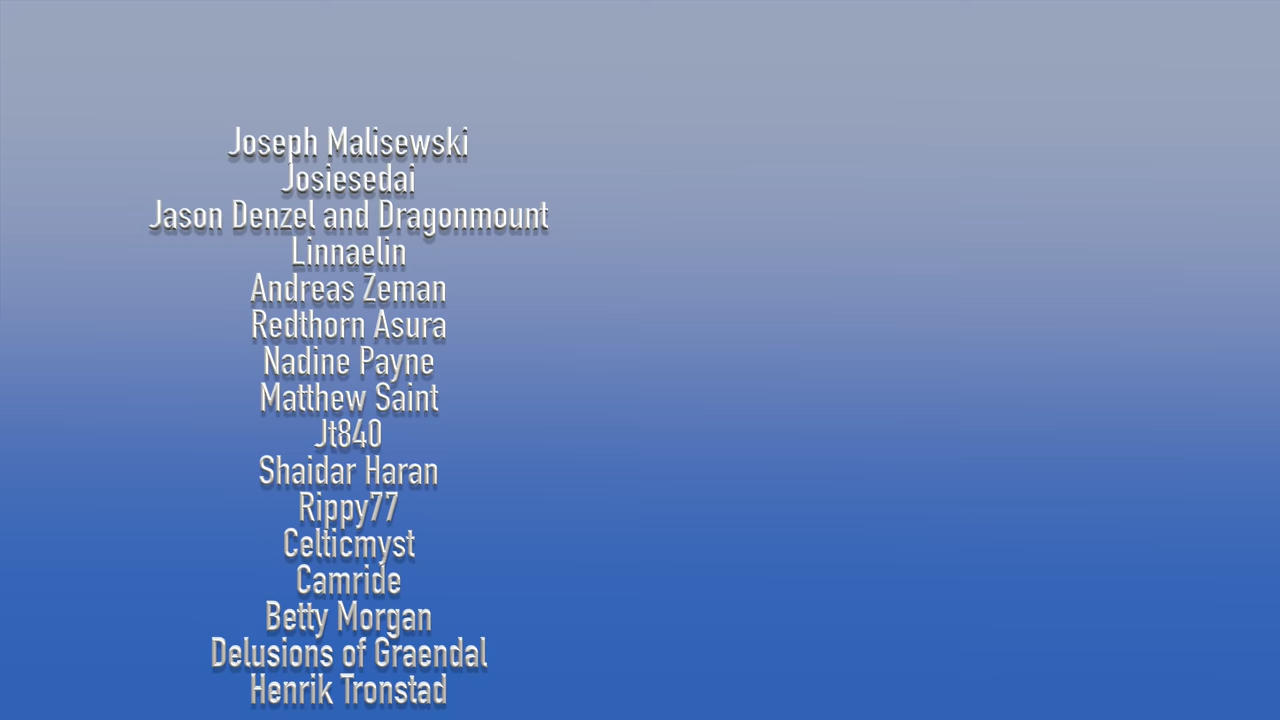 Joseph Malisewski
Josiesedai
Jason Denzel and Dragonmount
Linnaelin
Andreas Zeman
Redthorn Asura
Nadine Payne
Matthew Saint
Jt840
Shaidar Haran
Rippy77
Celticmyst
Camride
Betty Morgan
Delusions of Graendal
Henrik Tronstad